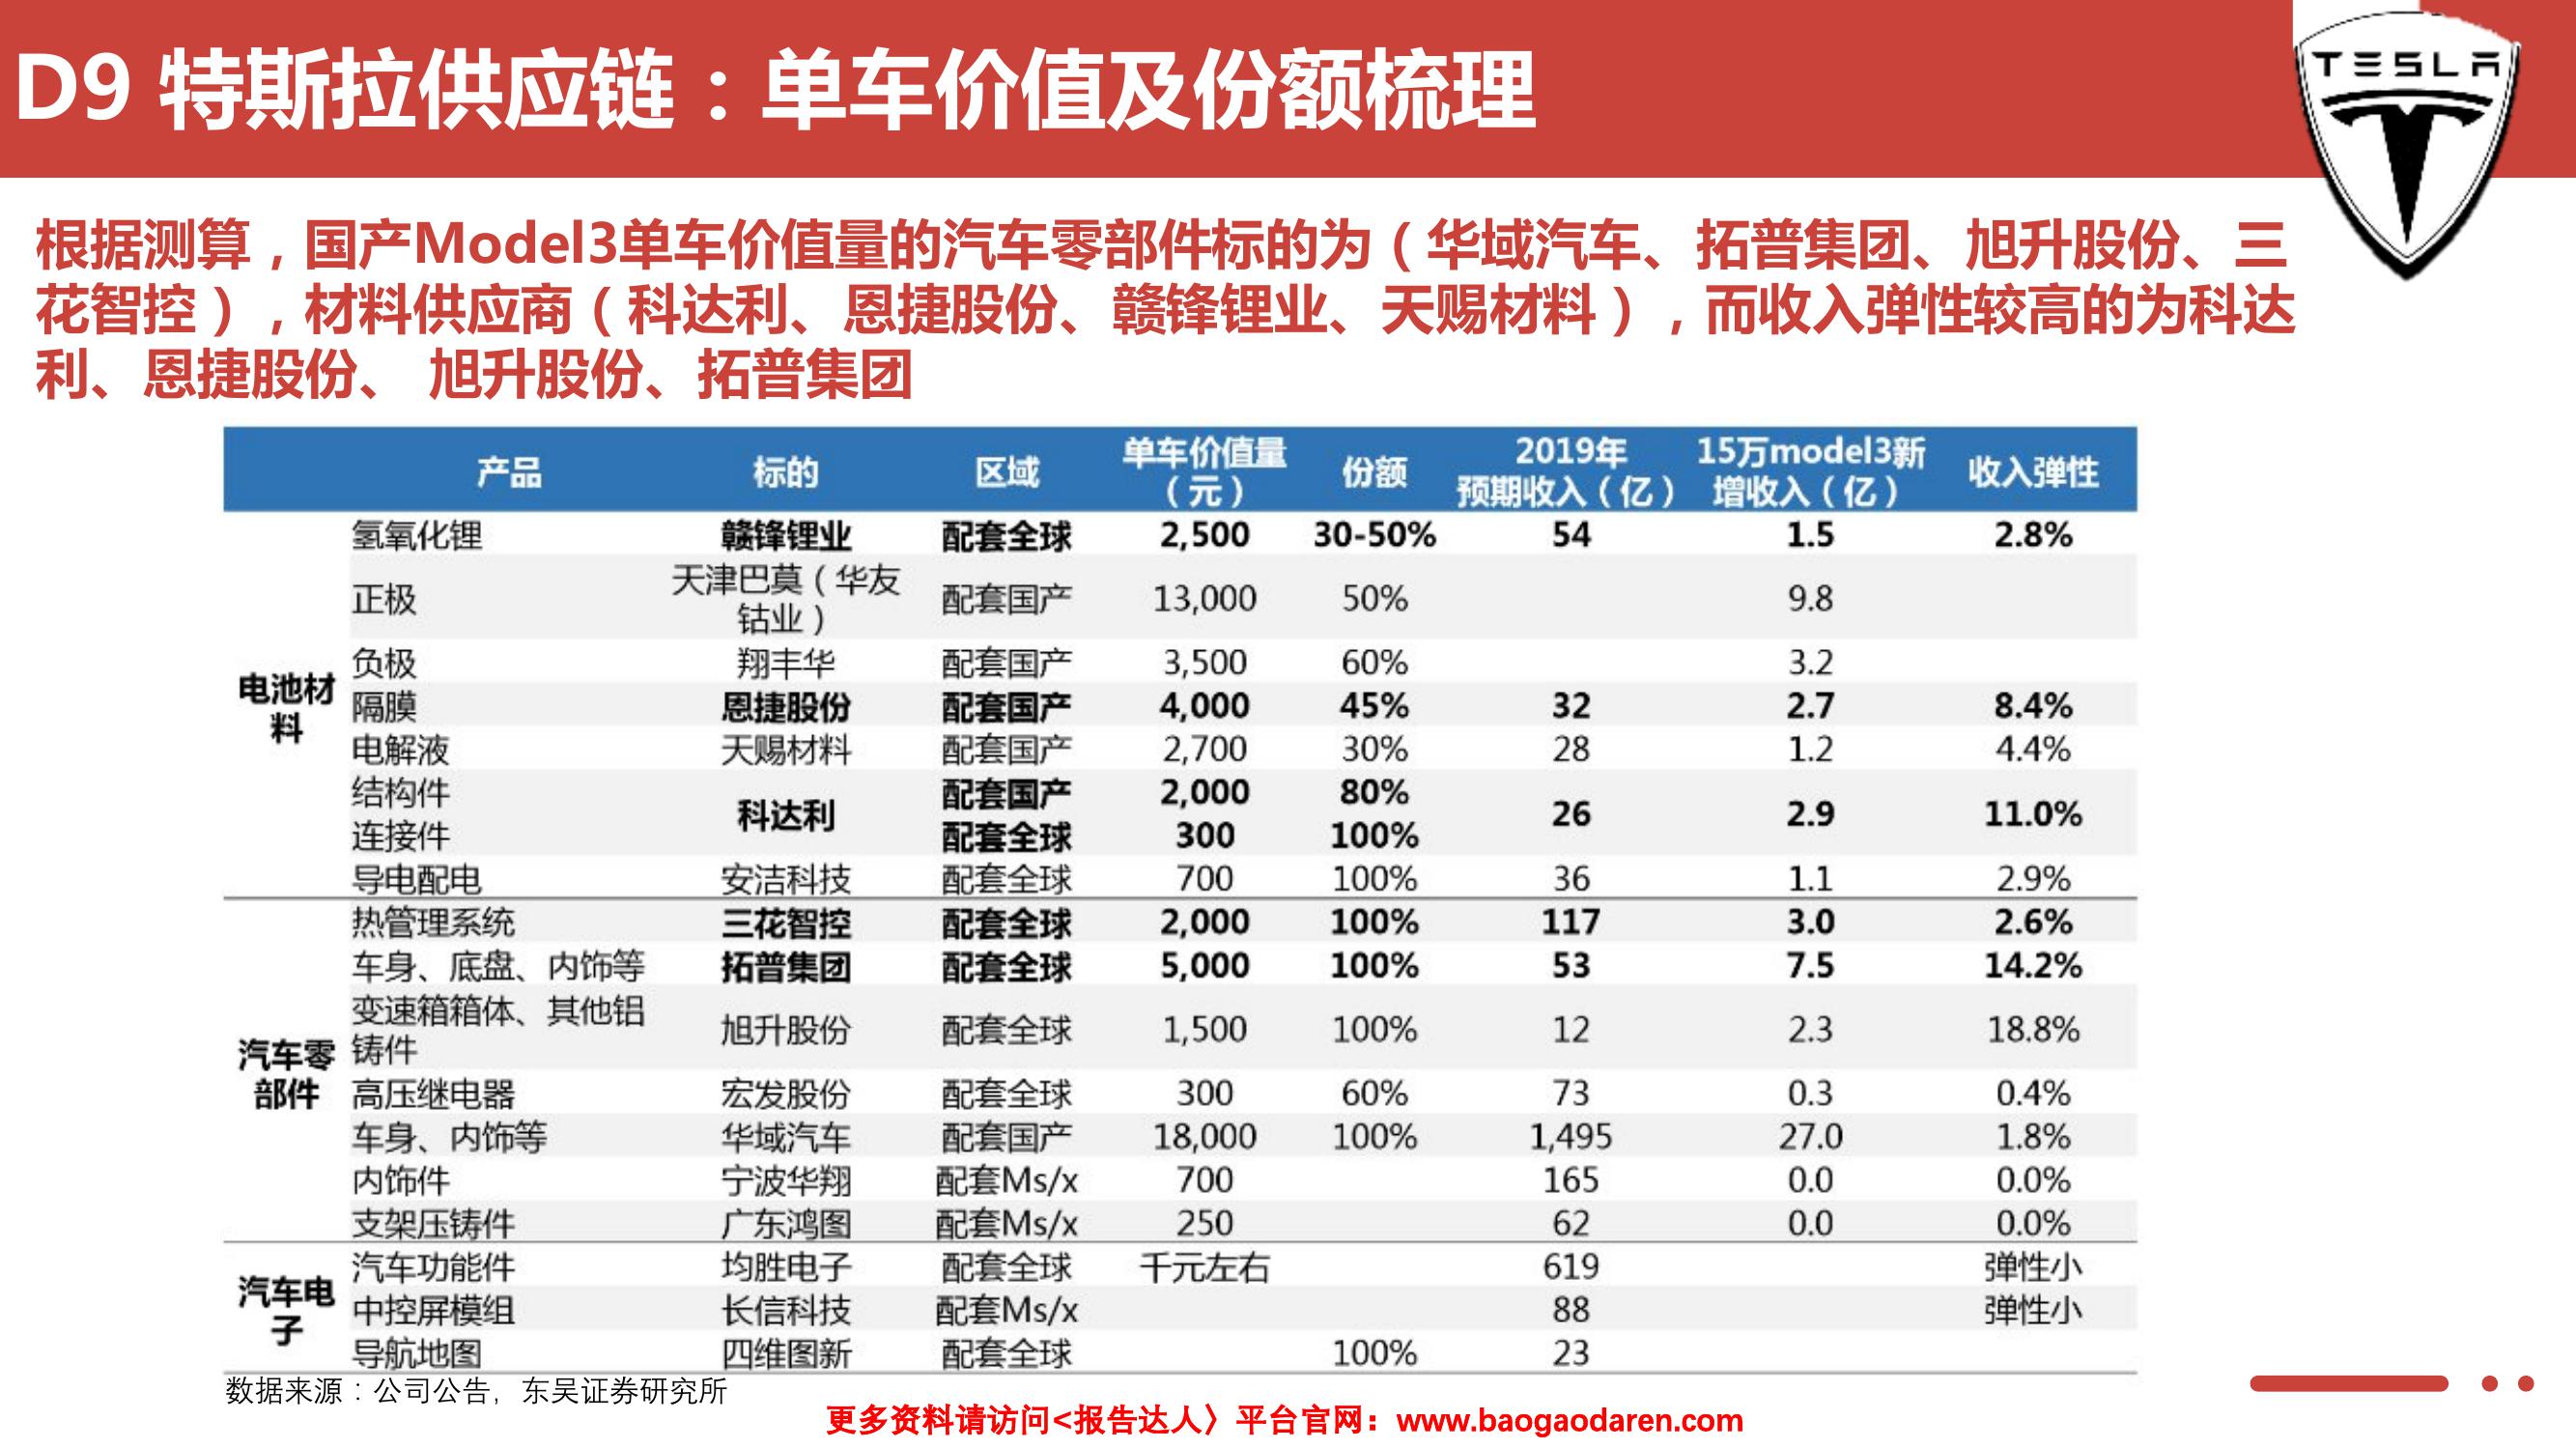 D9 特斯拉供应链：单车价值及份额梳理
TESLA
根据测算，国产Model3单车价值量的汽车零部件标的为（华域汽车、拓普集团、旭升股份、三
花智控），材料供应商（科达利、恩捷股份、赣锋锂业、天赐材料），而收入弹性较高的为科达
利、恩捷股份、 旭升股份、拓普集团
产品 标的 区域 单车价值量（元） 份额 2019年预期收入（亿） 15万model3新增收入（亿） 收入弹性
电池材料
氢氧化锂 赣锋锂业 配套全球 2,500 30-50% 54 1.5 2.8%
正极 天津巴莫（华友钴业） 配套国产 13,000 50% 9.8
负极 翔丰华 配套国产 3,500 60% 3.2
隔膜 恩捷股份 配套国产 4,000 45% 32 2.7 8.4%
电解液 天赐材料 配套国产 2,700 30% 28 1.2 4.4%
结构件 科达利 配套国产 2,000 80% 26 2.9 11.0%
连接件 配套全球 300 100%
导电配电 安洁科技 配套全球 700 100% 36 1.1 2.9%
汽车零部件
热管理系统 三花智控 配套全球 2,000 100% 117 3.0 2.6%
车身、底盘、内饰等 拓普集团 配套全球 5,000 100% 53 7.5 14.2%
变速箱箱体、其他铝铸件 旭升股份 配套全球 1,500 100% 12 2.3 18.8%
高压继电器 宏发股份 配套全球 300 60% 73 0.3 0.4%
车身、内饰等 华域汽车 配套国产 18,000 100% 1,495 27.0 1.8%
内饰件 宁波华翔 配套Ms/x 700 165 0.0 0.0%
支架压铸件 广东鸿图 配套Ms/x 250 62 0.0 0.0%
汽车电子
汽车功能件 均胜电子 配套全球 千元左右 619 弹性小
中控屏模组 长信科技 配套Ms/x 88 弹性小
导航地图 四维图新 配套全球 100% 23
数据来源：公司公告，东吴证券研究所
更多资料请访问<报告达人〉平台官网：www.baogaodaren.com